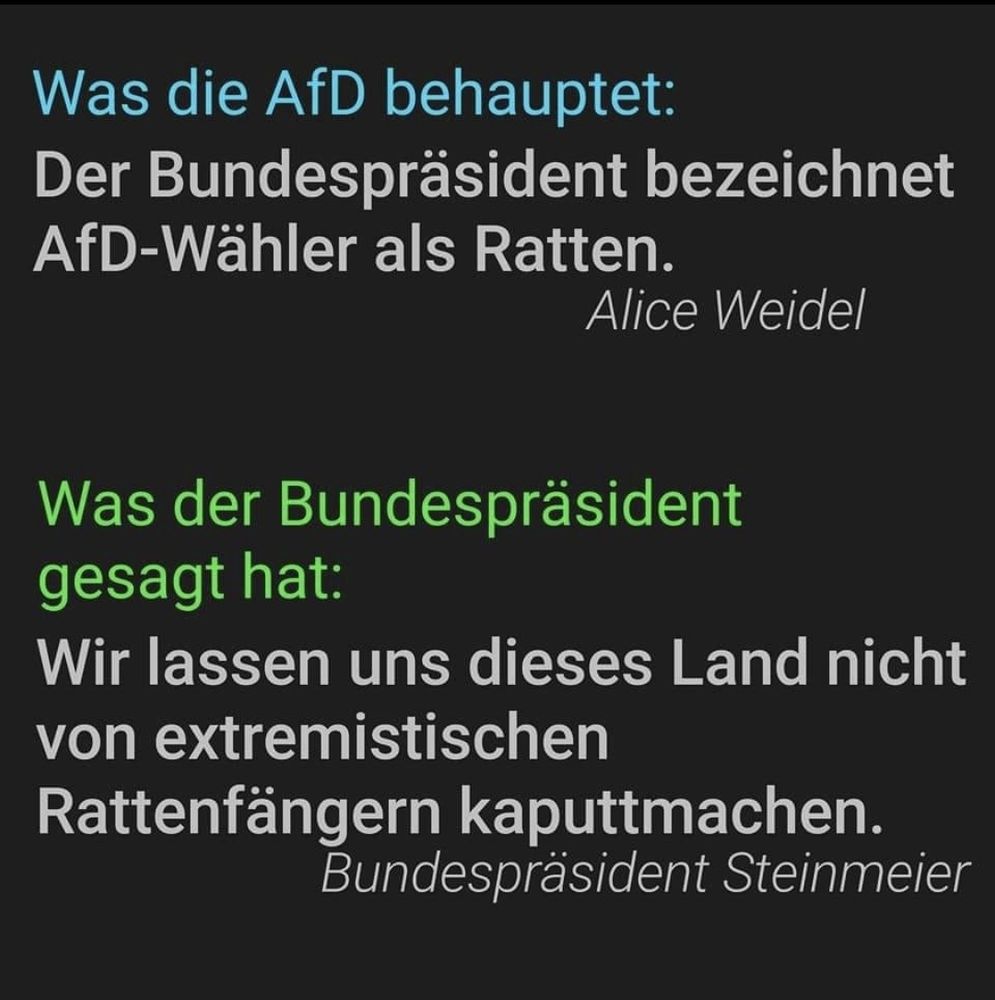 Was die AfD behauptet:
Der Bundespräsident bezeichnet
AfD-Wähler als Ratten.
Alice Weidel
Was der Bundespräsident
gesagt hat:
Wir lassen uns dieses Land nicht
von extremistischen
Rattenfängern kaputtmachen.
Bundespräsident Steinmeier